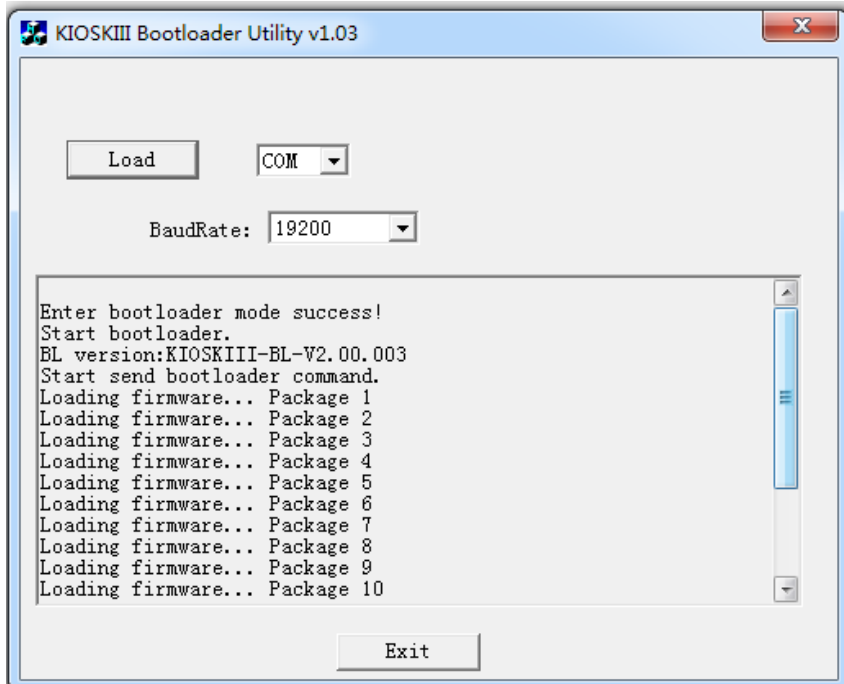 KIOSKIII Bootloader Utility v1.03
Load
COM
BaudRate: 19200
Enter bootloader mode success!
Start bootloader.
BL version:KIOSKIII-BL-V2.00.003
Start send bootloader command.
Loading firmware... Package 1
Loading firmware... Package 2
Loading firmware... Package 3
Loading firmware... Package 4
Loading firmware... Package 5
Loading firmware... Package 6
Loading firmware... Package 7
Loading firmware... Package 8
Loading firmware... Package 9
Loading firmware... Package 10
Exit